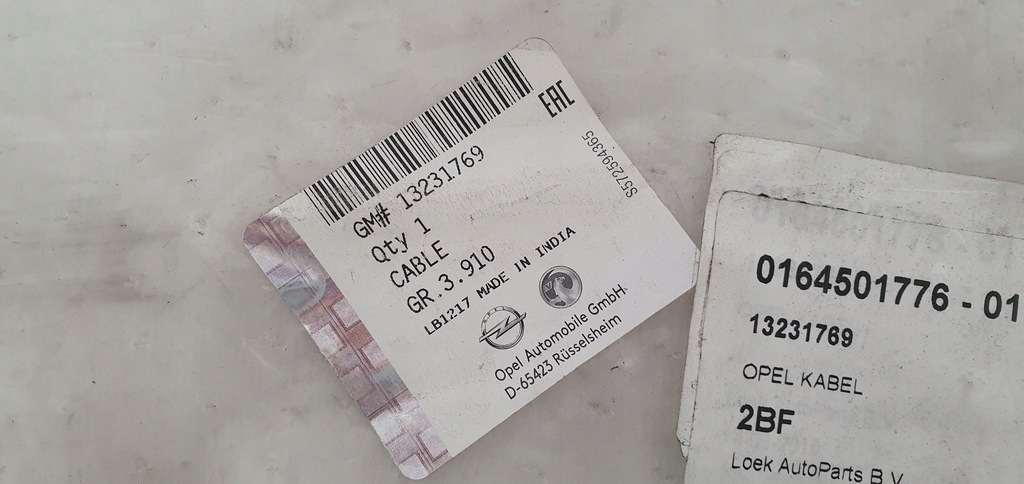 EAC
S572594365
GM# 13231769
Qty 1
CABLE
GR.3.910
LB1217 MADE IN INDIA
Opel Automobile GmbH.
D-65423 Rüsselsheim
0164501776 - 01
13231769
OPEL KABEL
2BF
Loek AutoParts B.V